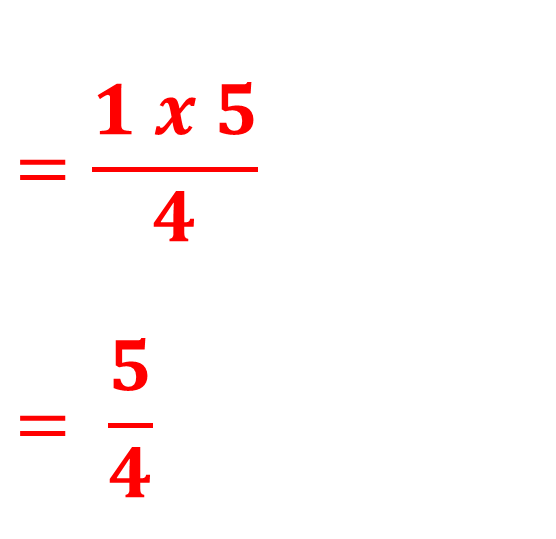 = 1 x 5
4
= 5
4